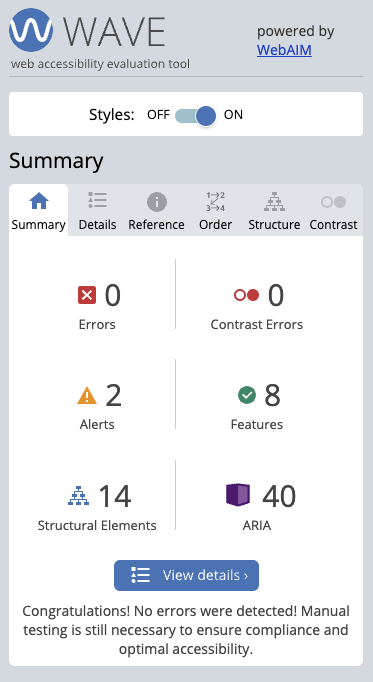 WAVE
web accessibility evaluation tool
powered by
WebAIM
Styles: OFF ON
Summary
Summary Details Reference Order Structure Contrast
1 2
3 4
0
Errors
0
Contrast Errors
2
Alerts
8
Features
14
Structural Elements
40
ARIA
View details ›
Congratulations! No errors were detected! Manual
testing is still necessary to ensure compliance and
optimal accessibility.